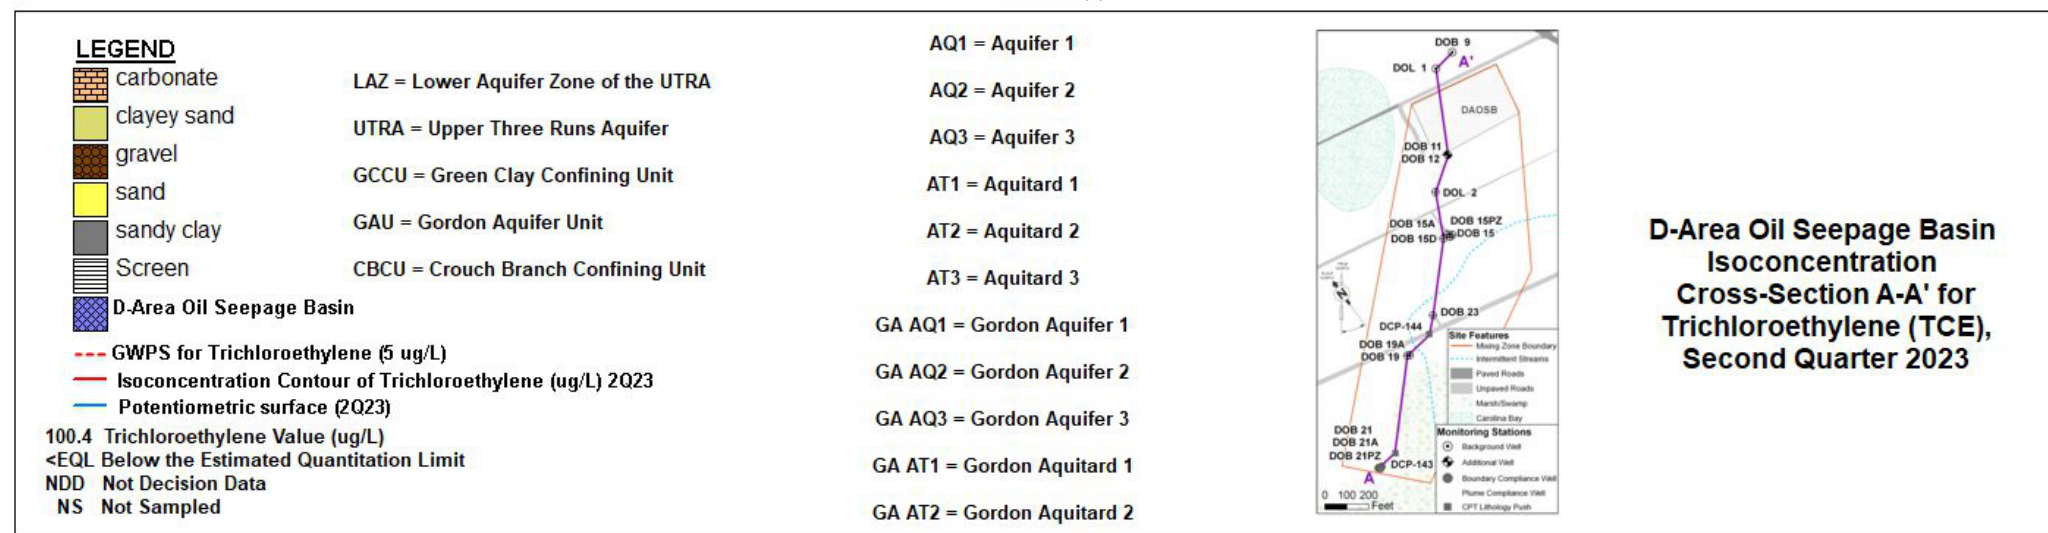 LEGEND
carbonate
clayey sand
gravel
sand
sandy clay
Screen
D-Area Oil Seepage Basin
GWPS for Trichloroethylene (5 ug/L)
Isoconcentration Contour of Trichloroethylene (ug/L) 2Q23
Potentiometric surface (2Q23)
100.4 Trichloroethylene Value (ug/L)
<EQL Below the Estimated Quantitation Limit
NDD Not Decision Data
NS Not Sampled
LAZ = Lower Aquifer Zone of the UTRA
UTRA = Upper Three Runs Aquifer
GCCU = Green Clay Confining Unit
GAU = Gordon Aquifer Unit
CBCU = Crouch Branch Confining Unit
AQ1 = Aquifer 1
AQ2 = Aquifer 2
AQ3 = Aquifer 3
AT1 = Aquitard 1
AT2 = Aquitard 2
AT3 = Aquitard 3
GA AQ1 = Gordon Aquifer 1
GA AQ2 = Gordon Aquifer 2
GA AQ3 = Gordon Aquifer 3
GA AT1 = Gordon Aquitard 1
GA AT2 = Gordon Aquitard 2
DOB 9
A'
DOL 1
DAOSB
DOB 11
DOB 12
DOL 2
DOB 15A
DOB 15PZ
DOB 15D
DOB 15
N
DOB 23
DCP-144
DOB 19A
DOB 19
DOB 21
DOB 21A
DOB 21PZ
DCP-143
A
0 100 200
Feet
Site Features
Mixing Zone Boundary
Intermittent Streams
Paved Roads
Unpaved Roads
Marsh/Swamp
Carolina Bay
Monitoring Stations
Background Well
Additional Well
Boundary Compliance Well
Plume Compliance Well
CPT Lithology Push
D-Area Oil Seepage Basin
Isoconcentration
Cross-Section A-A' for
Trichloroethylene (TCE),
Second Quarter 2023